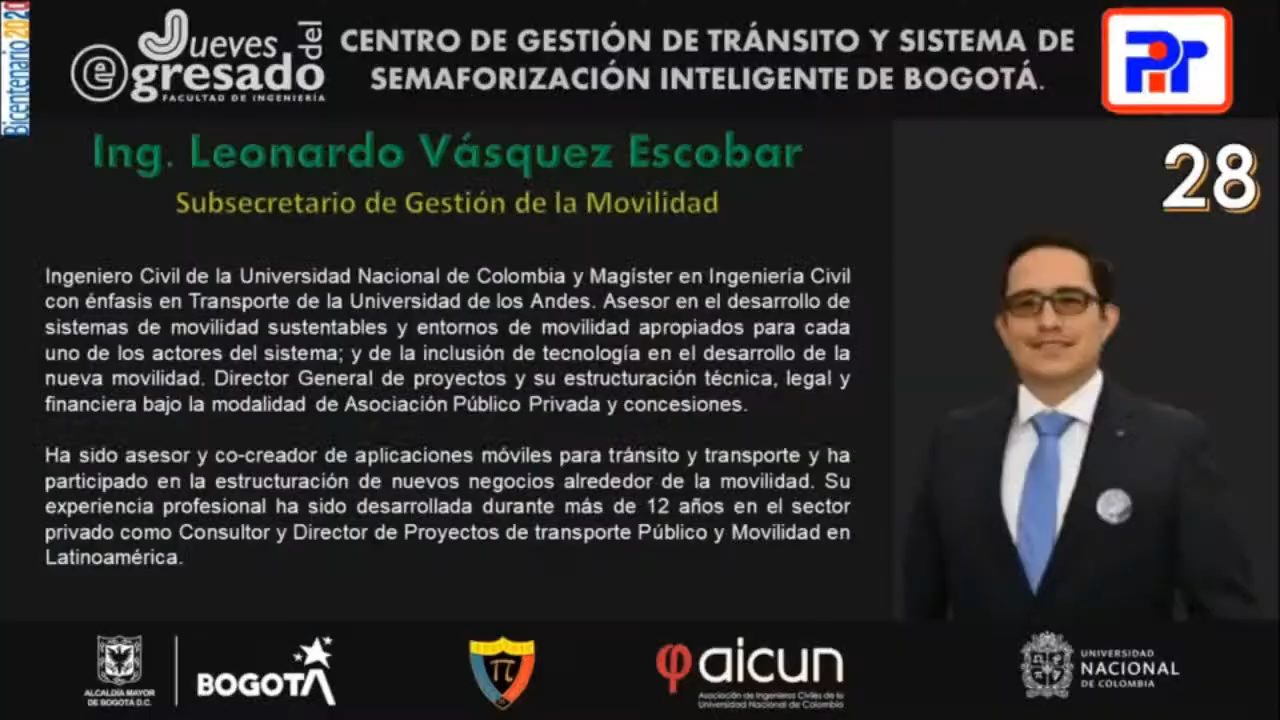 Bicentenario 2020
Jueves del
egresado
FACULTAD DE INGENIERÍA
CENTRO DE GESTIÓN DE TRÁNSITO Y SISTEMA DE
SEMAFORIZACIÓN INTELIGENTE DE BOGOTÁ.
PIT
28
Ing. Leonardo Vásquez Escobar
Subsecretario de Gestión de la Movilidad
Ingeniero Civil de la Universidad Nacional de Colombia y Magíster en Ingeniería Civil
con énfasis en Transporte de la Universidad de los Andes. Asesor en el desarrollo de
sistemas de movilidad sustentables y entornos de movilidad apropiados para cada
uno de los actores del sistema; y de la inclusión de tecnología en el desarrollo de la
nueva movilidad. Director General de proyectos y su estructuración técnica, legal y
financiera bajo la modalidad de Asociación Público Privada y concesiones.
Ha sido asesor y co-creador de aplicaciones móviles para tránsito y transporte y ha
participado en la estructuración de nuevos negocios alrededor de la movilidad. Su
experiencia profesional ha sido desarrollada durante más de 12 años en el sector
privado como Consultor y Director de Proyectos de transporte Público y Movilidad en
Latinoamérica.
ALCALDÍA MAYOR
DE BOGOTÁ D.C.
BOGOTÁ
π
φaicun
Asociación de Ingenieros Civiles de la
Universidad Nacional de Colombia
UNIVERSIDAD
NACIONAL
DE COLOMBIA